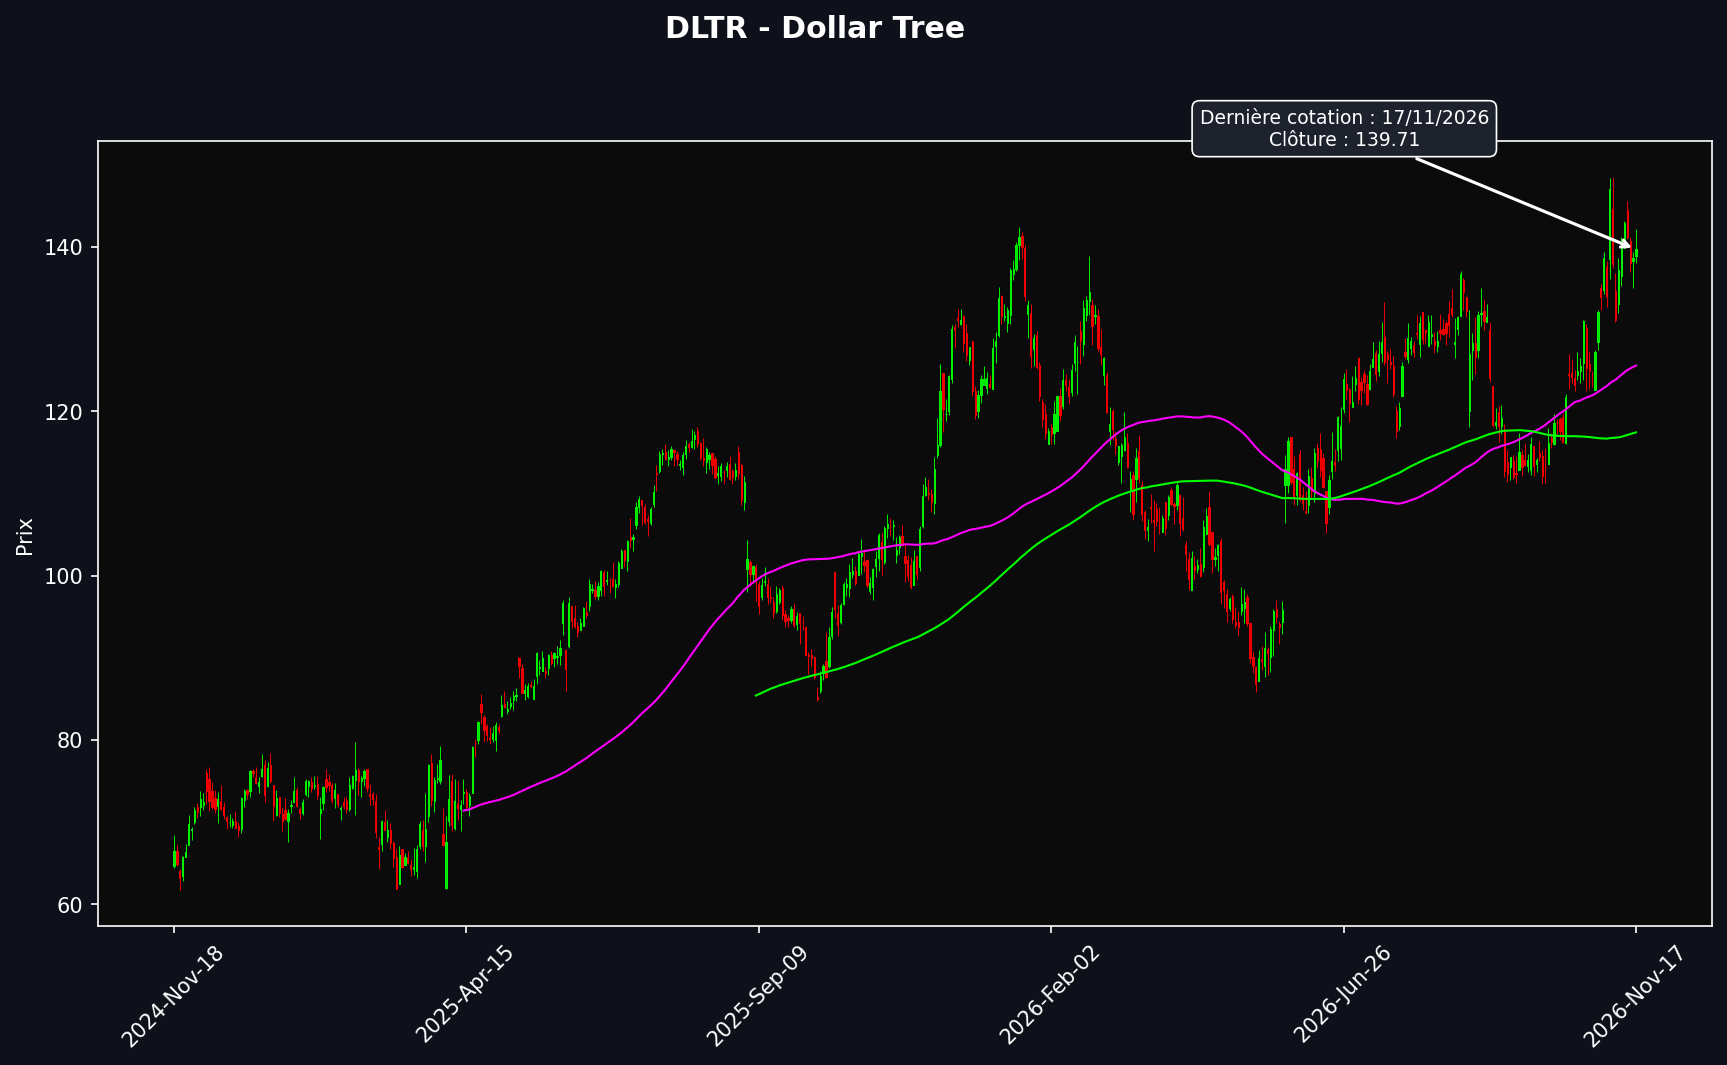 DLTR - Dollar Tree
Dernière cotation : 17/11/2026
Clôture : 139.71
Prix
140
120
100
80
60
2024-Nov-18
2025-Apr-15
2025-Sep-09
2026-Feb-02
2026-Jun-26
2026-Nov-17